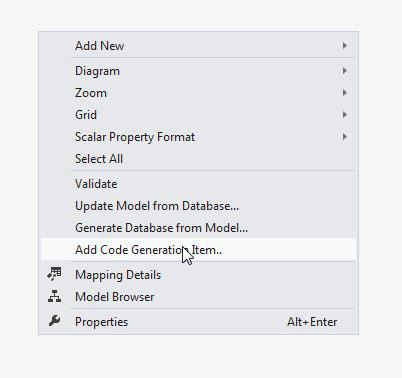 Add New
Diagram
Zoom
Grid
Scalar Property Format
Select All
Validate
Update Model from Database...
Generate Database from Model...
Add Code Generation Item..
Mapping Details
Model Browser
Properties Alt+Enter